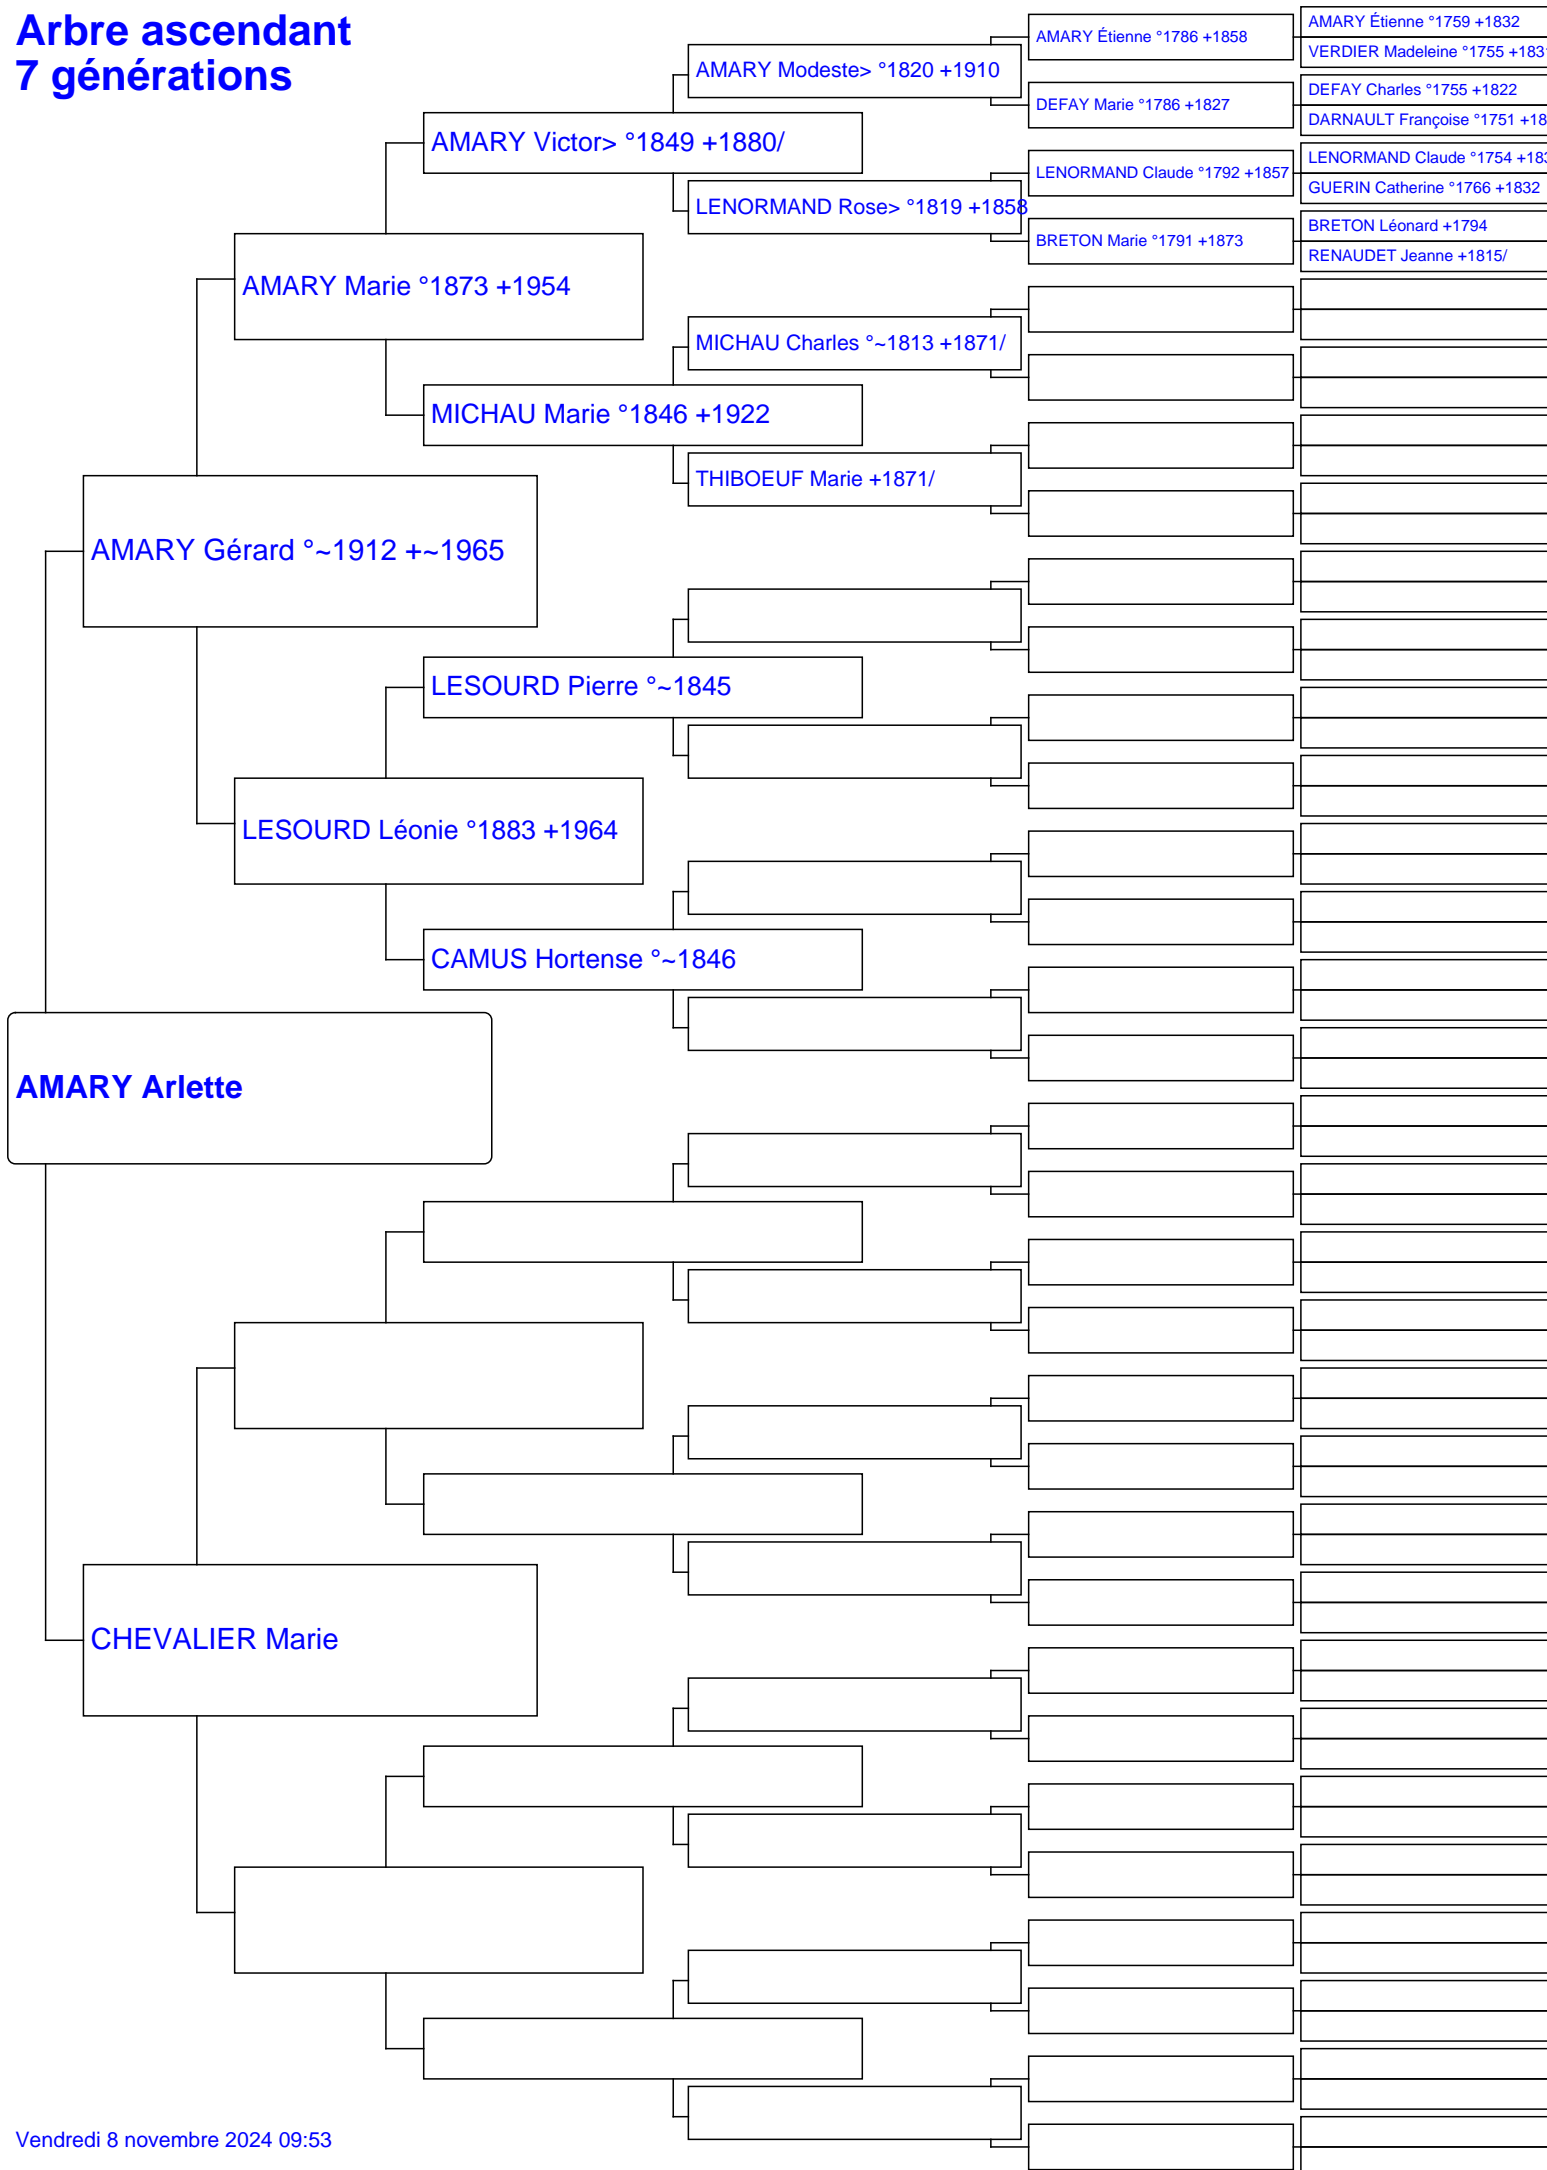 Arbre ascendant
7 générations
AMARY Étienne °1759 +1832
AMARY Étienne °1786 +1858
VERDIER Madeleine °1755 +1831
AMARY Modeste> °1820 +1910
DEFAY Charles °1755 +1822
DEFAY Marie °1786 +1827
DARNAULT Françoise °1751 +18
AMARY Victor> °1849 +1880/
LENORMAND Claude °1754 +183
LENORMAND Claude °1792 +1857
GUERIN Catherine °1766 +1832
LENORMAND Rose> °1819 +1858
BRETON Léonard +1794
BRETON Marie °1791 +1873
RENAUDET Jeanne +1815/
AMARY Marie °1873 +1954
MICHAU Charles °~1813 +1871/
MICHAU Marie °1846 +1922
THIBOEUF Marie +1871/
AMARY Gérard °~1912 +~1965
LESOURD Pierre °~1845
LESOURD Léonie °1883 +1964
CAMUS Hortense °~1846
AMARY Arlette
CHEVALIER Marie
Vendredi 8 novembre 2024 09:53